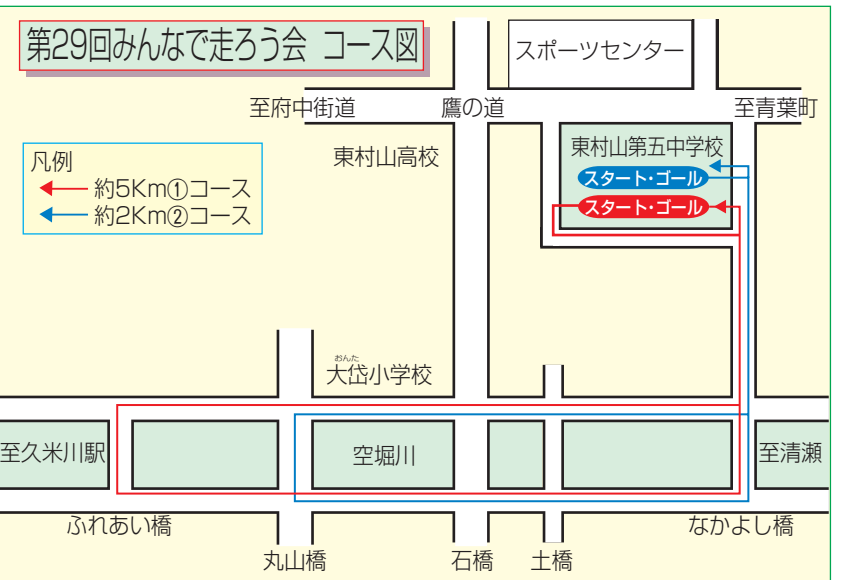 第29回みんなで走ろう会 コース図
スポーツセンター
至府中街道
鷹の道
至青葉町
凡例
約5Km①コース
約2Km②コース
東村山高校
東村山第五中学校
スタート・ゴール
スタート・ゴール
おんた
大岱小学校
至久米川駅
空堀川
至清瀬
ふれあい橋
なかよし橋
丸山橋
石橋
土橋